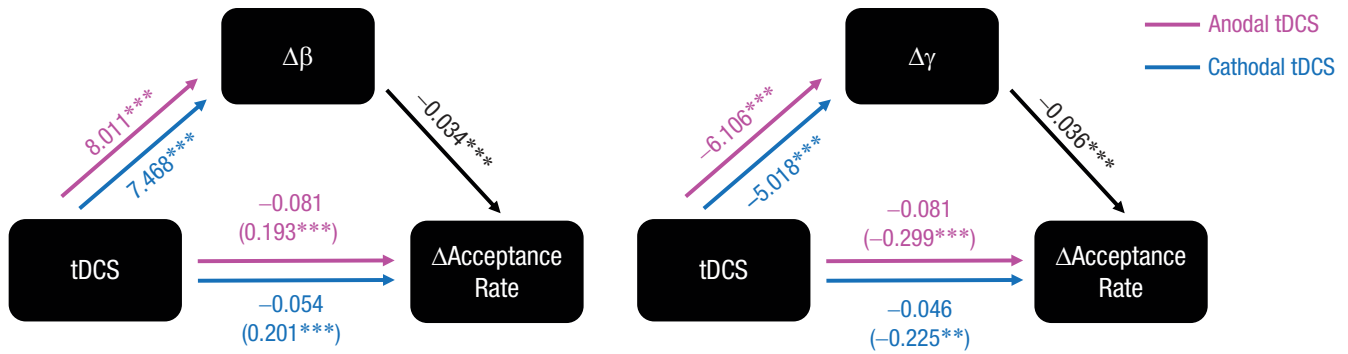 Δβ
8.011***
7.468***
−0.034***
tDCS
−0.081
(0.193***)
−0.054
(0.201***)
ΔAcceptance
Rate
Δγ
−6.106***
−5.018***
−0.036***
tDCS
−0.081
(−0.299***)
−0.046
(−0.225**)
ΔAcceptance
Rate
Anodal tDCS
Cathodal tDCS